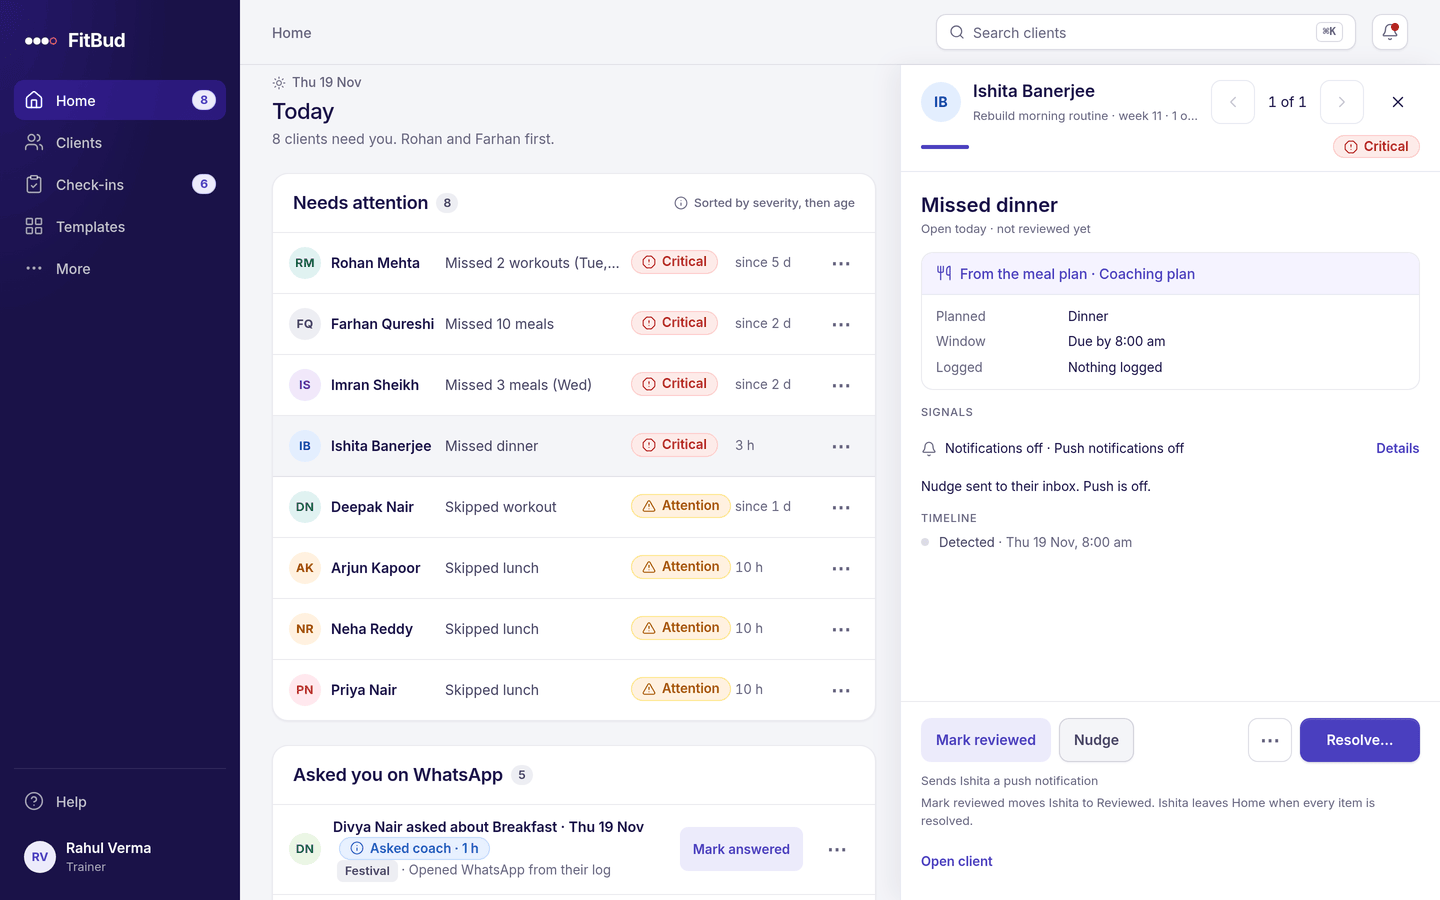 FitBud
Home 8
Clients
Check-ins 6
Templates
More
Help
RV Rahul Verma
Trainer
Home
Search clients ⌘K
Thu 19 Nov
Today
8 clients need you. Rohan and Farhan first.
Needs attention 8
Sorted by severity, then age
RM Rohan Mehta Missed 2 workouts (Tue,... Critical since 5 d
FQ Farhan Qureshi Missed 10 meals Critical since 2 d
IS Imran Sheikh Missed 3 meals (Wed) Critical since 2 d
IB Ishita Banerjee Missed dinner Critical 3 h
DN Deepak Nair Skipped workout Attention since 1 d
AK Arjun Kapoor Skipped lunch Attention 10 h
NR Neha Reddy Skipped lunch Attention 10 h
PN Priya Nair Skipped lunch Attention 10 h
Asked you on WhatsApp 5
DN Divya Nair asked about Breakfast · Thu 19 Nov
Asked coach · 1 h
Festival · Opened WhatsApp from their log
Mark answered
IB Ishita Banerjee
Rebuild morning routine · week 11 · 1 o...
1 of 1
Critical
Missed dinner
Open today · not reviewed yet
From the meal plan · Coaching plan
Planned Dinner
Window Due by 8:00 am
Logged Nothing logged
SIGNALS
Notifications off · Push notifications off Details
Nudge sent to their inbox. Push is off.
TIMELINE
Detected · Thu 19 Nov, 8:00 am
Mark reviewed Nudge Resolve...
Sends Ishita a push notification
Mark reviewed moves Ishita to Reviewed. Ishita leaves Home when every item is
resolved.
Open client